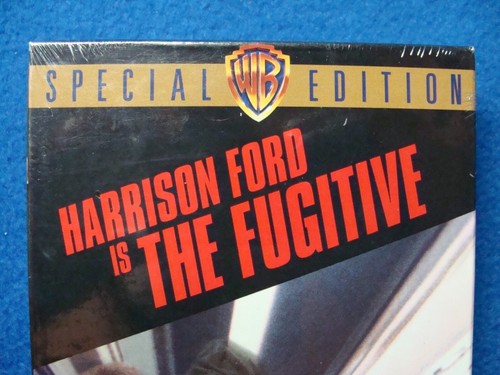 SPECIAL WB EDITION
HARRISON FORD
IS THE FUGITIVE